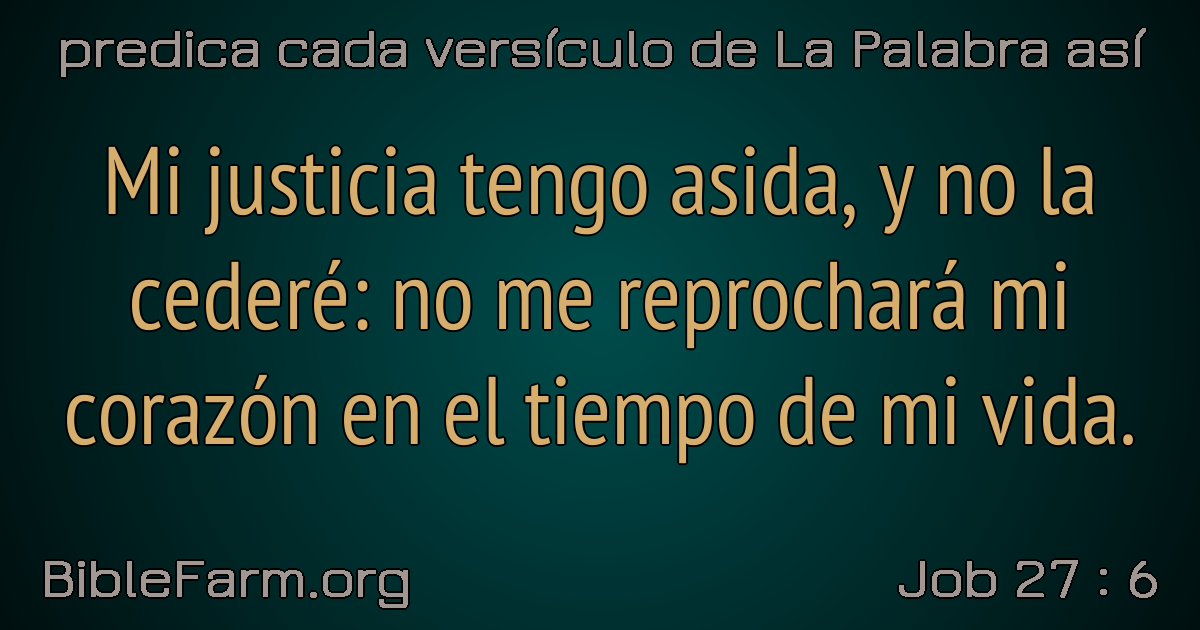 predica cada versículo de La Palabra así
Mi justicia tengo asida, y no la
cederé: no me reprochará mi
corazón en el tiempo de mi vida.
BibleFarm.org
Job 27 : 6